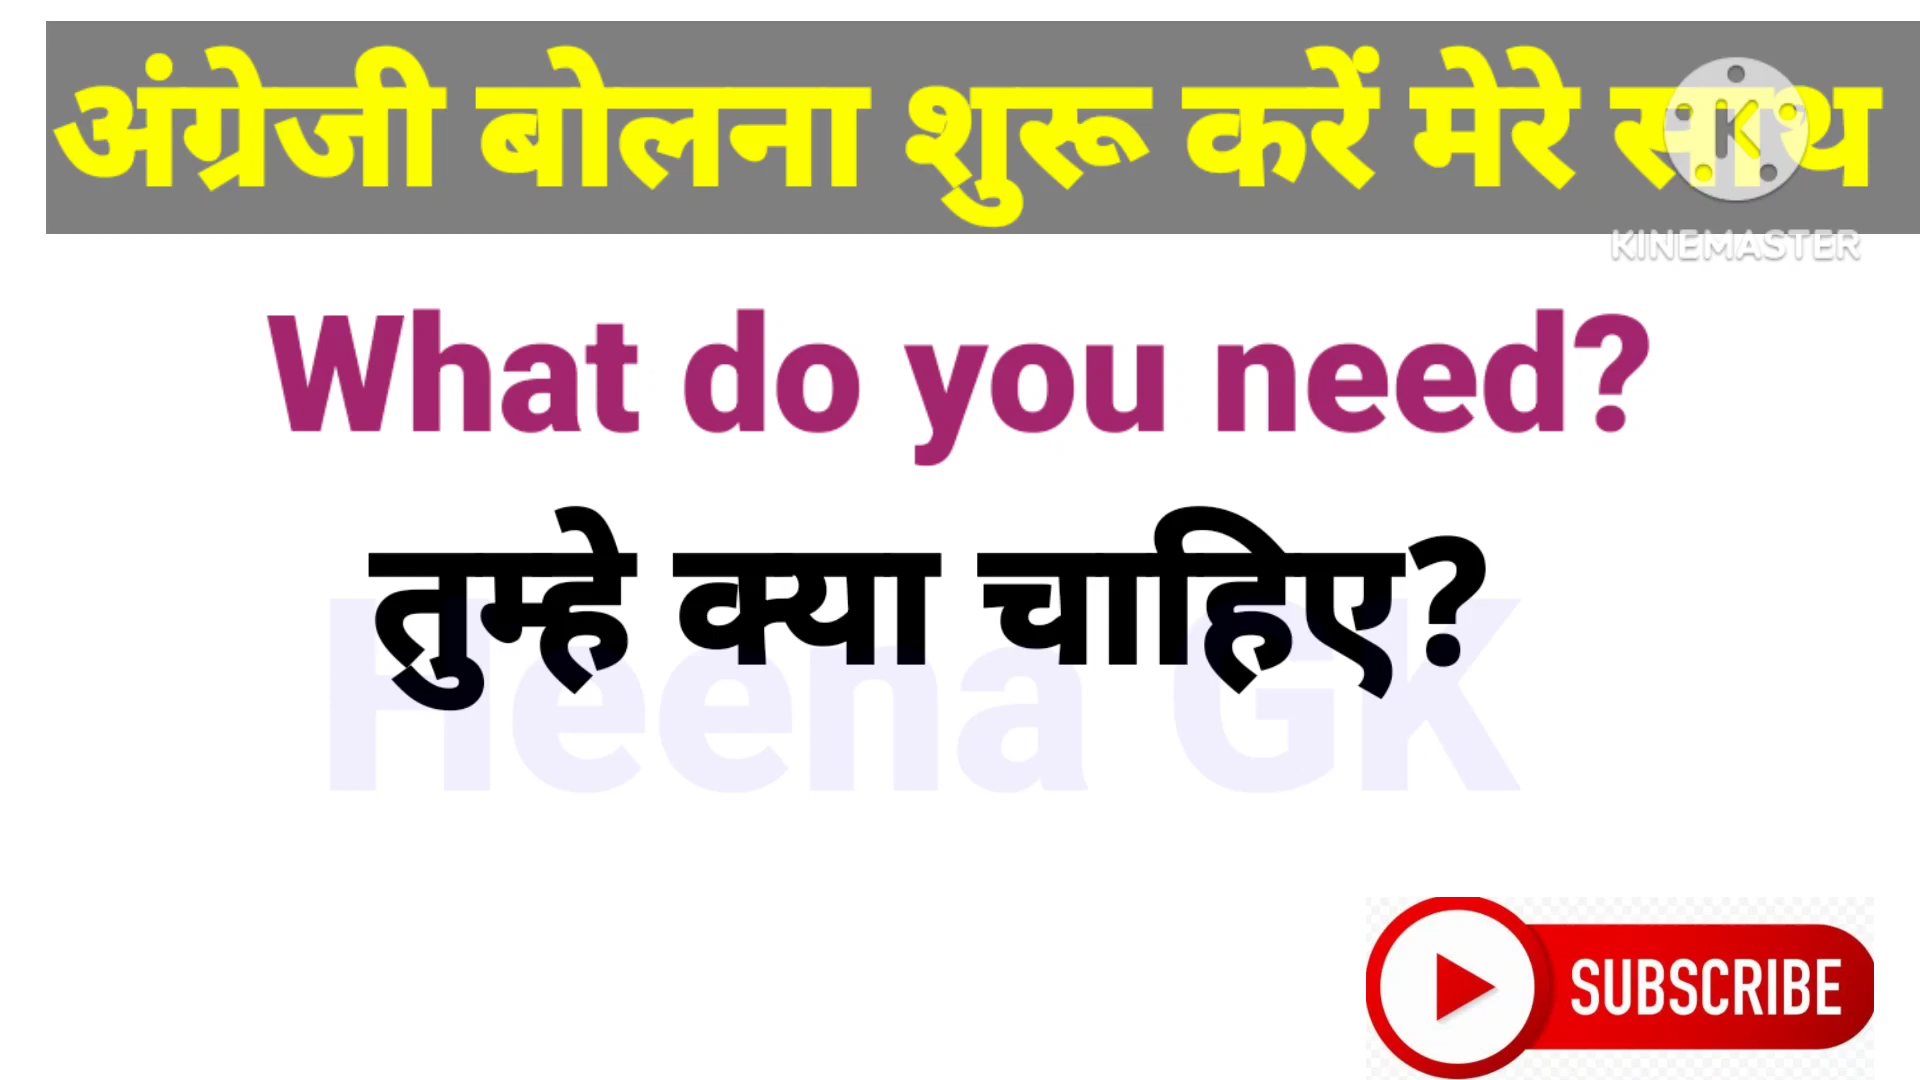 अंग्रेजी बोलना शुरू करें मेरे साथ
K
KINEMASTER
What do you need?
तुम्हे क्या चाहिए?
Heena GK
SUBSCRIBE